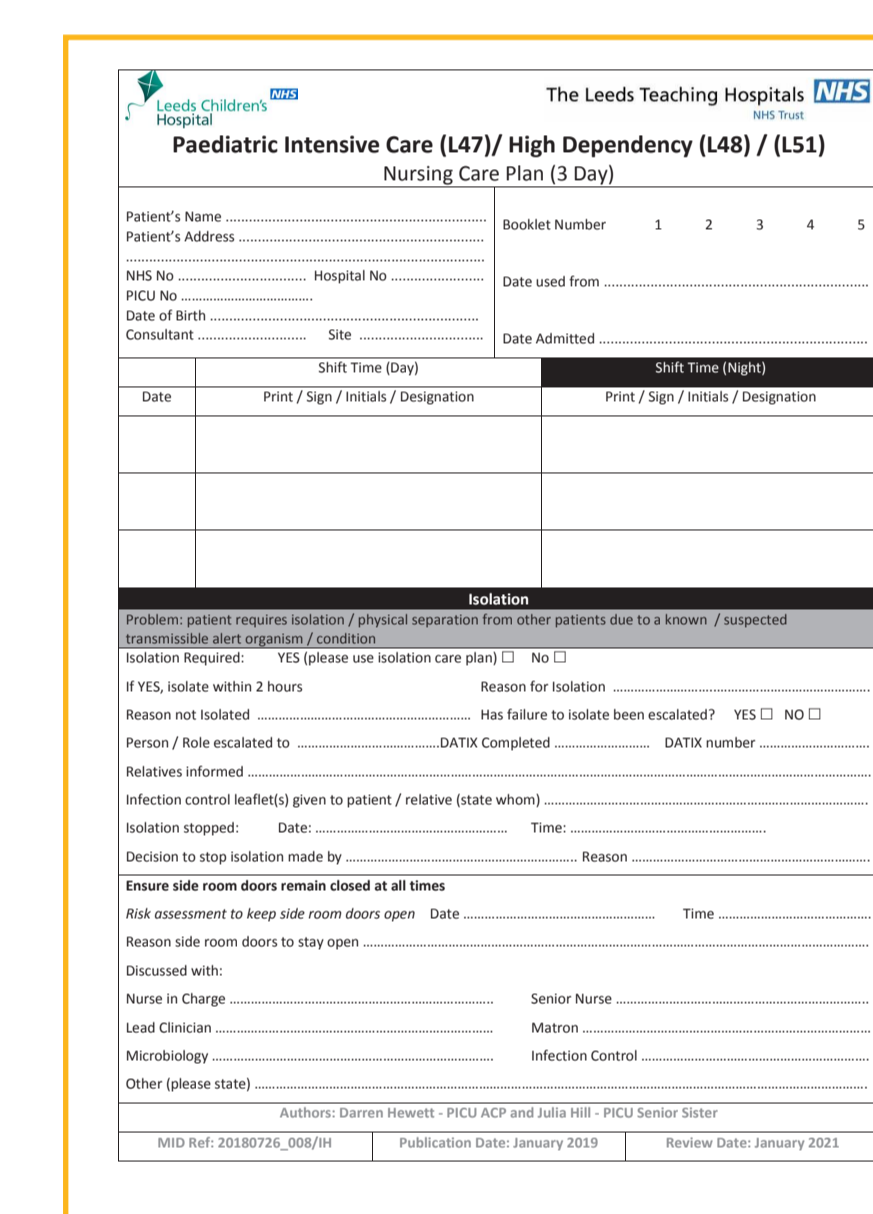 Leeds Children's NHS
Hospital
The Leeds Teaching Hospitals NHS
NHS Trust
Paediatric Intensive Care (L47)/ High Dependency (L48) / (L51)
Nursing Care Plan (3 Day)
Patient's Name ................................................................
Patient's Address ............................................................
........................................................................................
NHS No ............................... Hospital No .......................
PICU No ....................................
Date of Birth ..................................................................
Consultant ........................... Site ..............................
Booklet Number 1 2 3 4 5
Date used from .................................................................
Date Admitted ..................................................................
Shift Time (Day) Shift Time (Night)
Date Print / Sign / Initials / Designation Print / Sign / Initials / Designation
Isolation
Problem: patient requires isolation / physical separation from other patients due to a known / suspected
transmissible alert organism / condition
Isolation Required: YES (please use isolation care plan) ☐ No ☐
If YES, isolate within 2 hours Reason for Isolation ...............................................................
Reason not Isolated .................................................... Has failure to isolate been escalated? YES ☐ NO ☐
Person / Role escalated to ...................................DATIX Completed ....................... DATIX number ...........................
Relatives informed .........................................................................................................................
Infection control leaflet(s) given to patient / relative (state whom) ................................................................................
Isolation stopped: Date: ............................................... Time: ................................................
Decision to stop isolation made by ......................................................... Reason ..........................................................
Ensure side room doors remain closed at all times
Risk assessment to keep side room doors open Date ............................................... Time .....................................
Reason side room doors to stay open ............................................................................................................................
Discussed with:
Nurse in Charge ................................................................. Senior Nurse ..............................................................
Lead Clinician .................................................................... Matron .......................................................................
Microbiology ..................................................................... Infection Control ........................................................
Other (please state) ......................................................................................................................................................
Authors: Darren Hewett - PICU ACP and Julia Hill - PICU Senior Sister
MID Ref: 20180726_008/IH Publication Date: January 2019 Review Date: January 2021